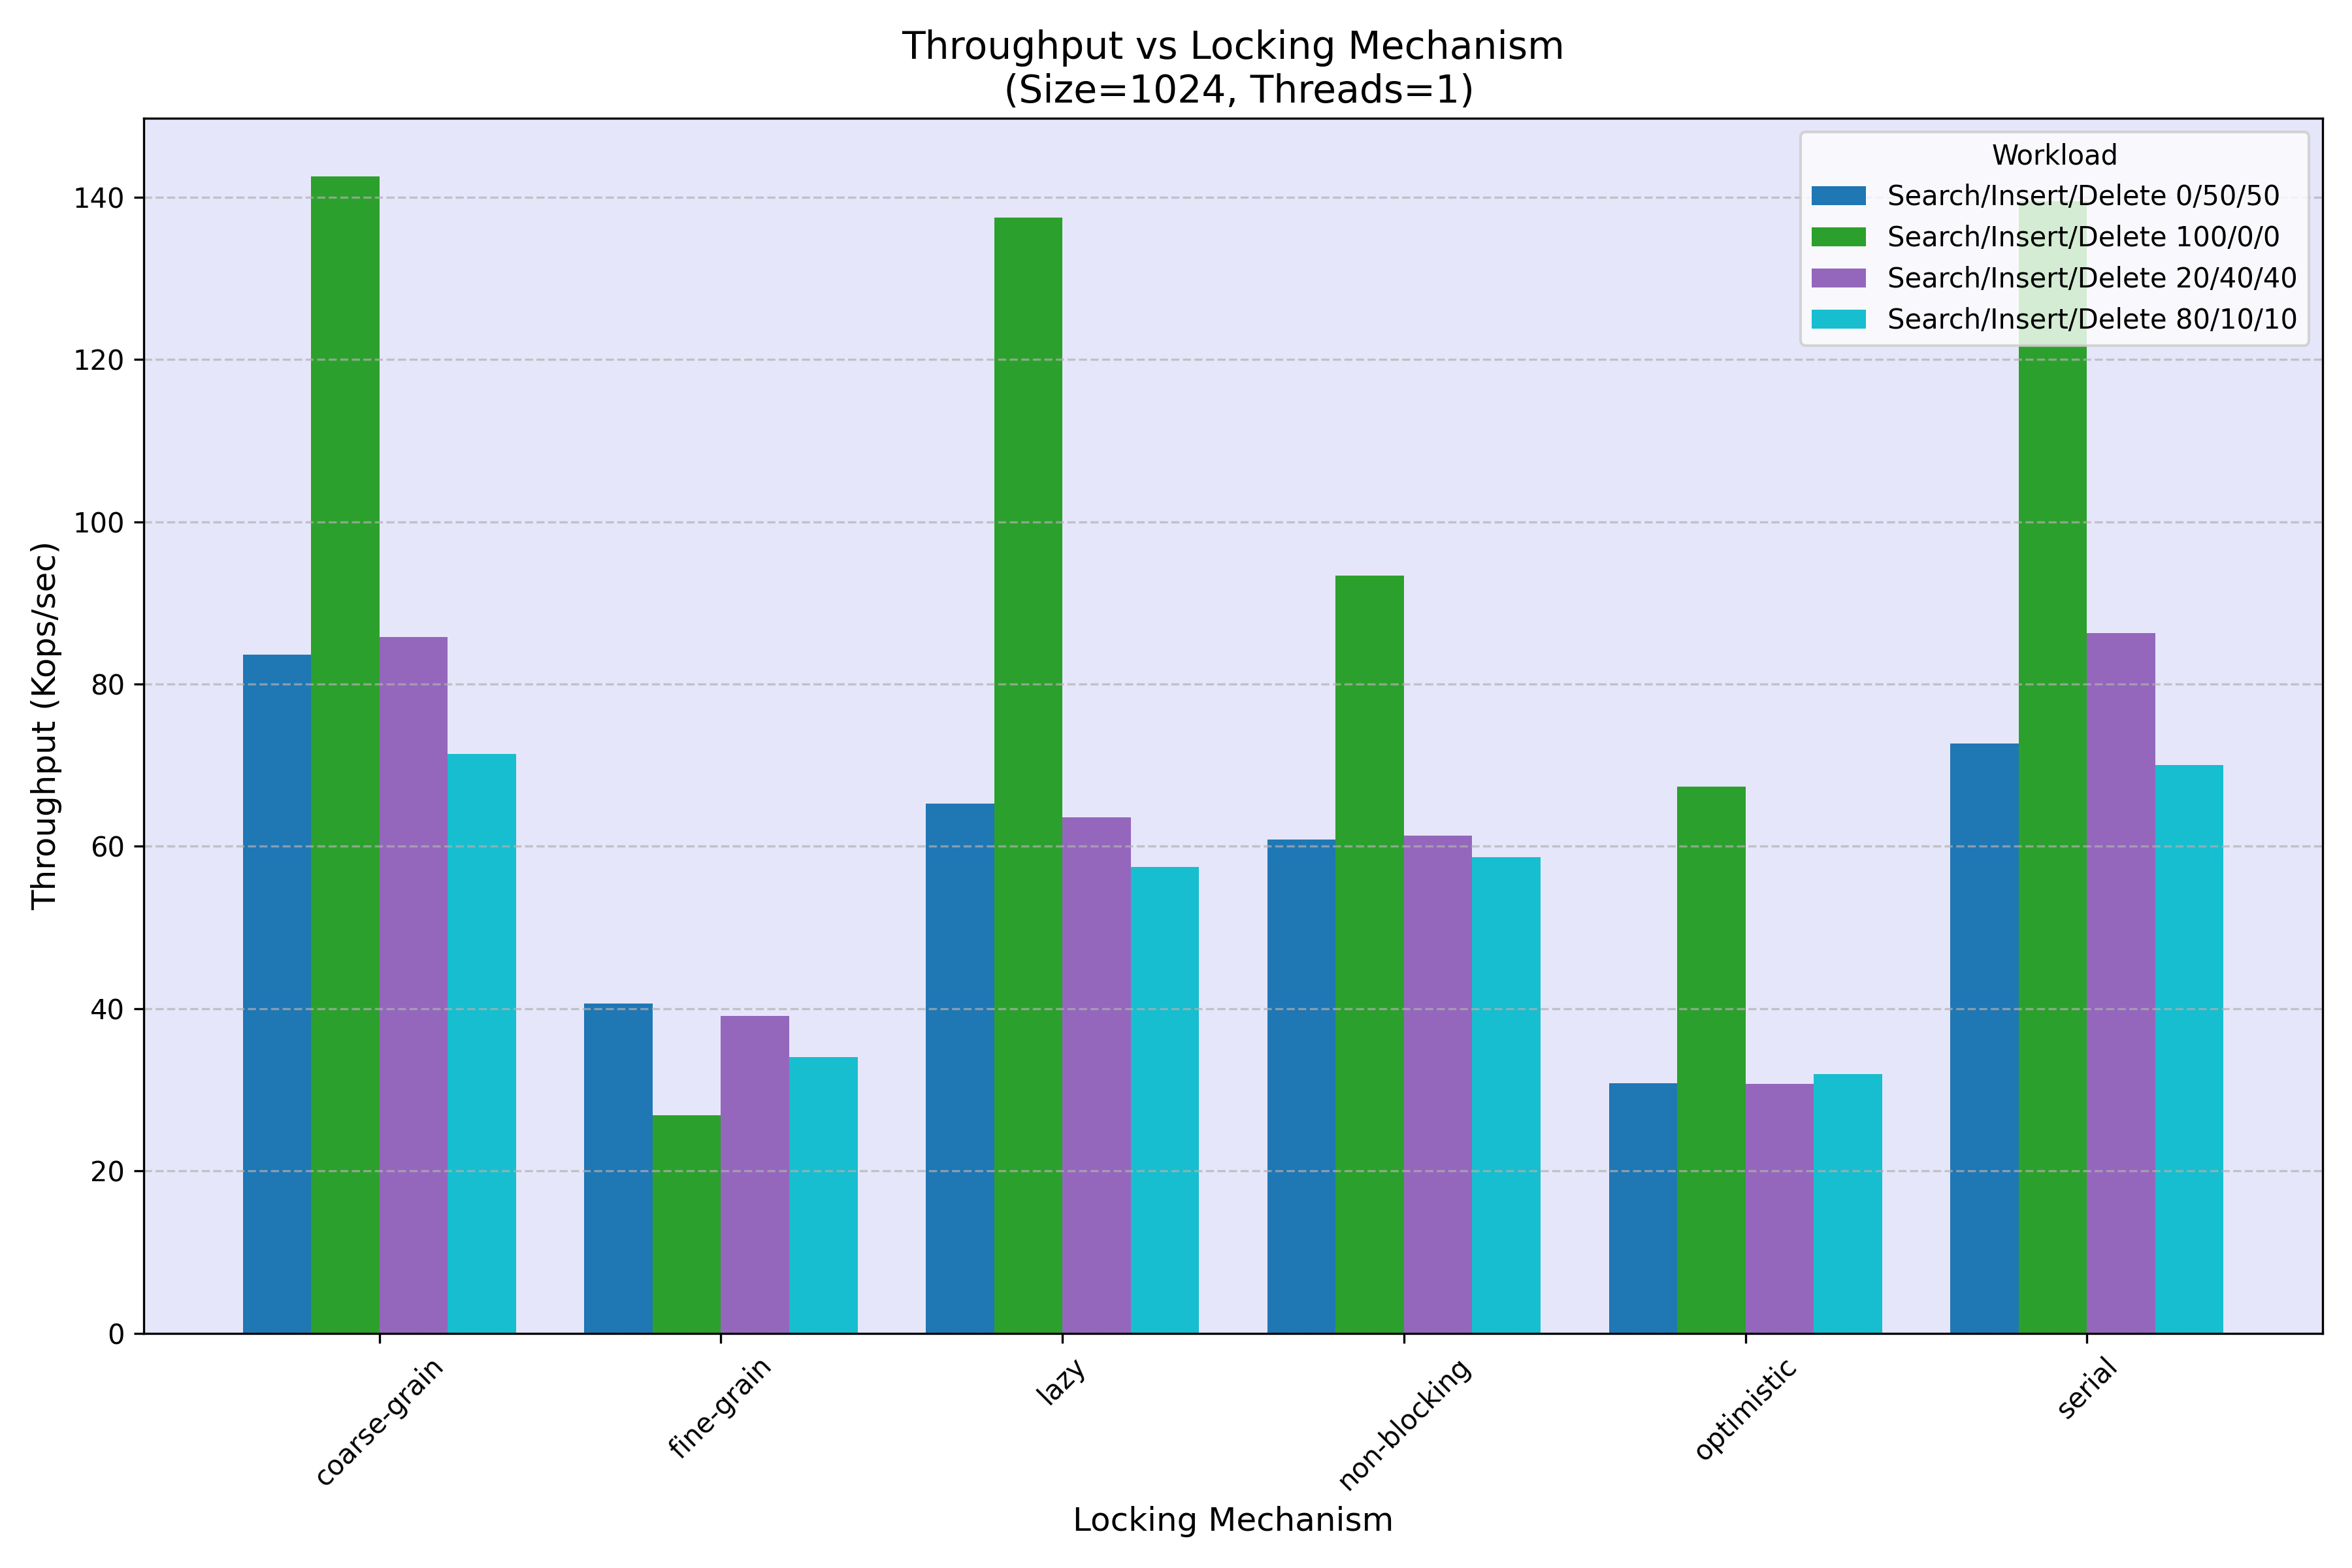 Throughput vs Locking Mechanism
(Size=1024, Threads=1)
Workload
Search/Insert/Delete 0/50/50
Search/Insert/Delete 100/0/0
Search/Insert/Delete 20/40/40
Search/Insert/Delete 80/10/10
Throughput (Kops/sec)
140
120
100
80
60
40
20
0
coarse-grain
fine-grain
lazy
non-blocking
optimistic
serial
Locking Mechanism